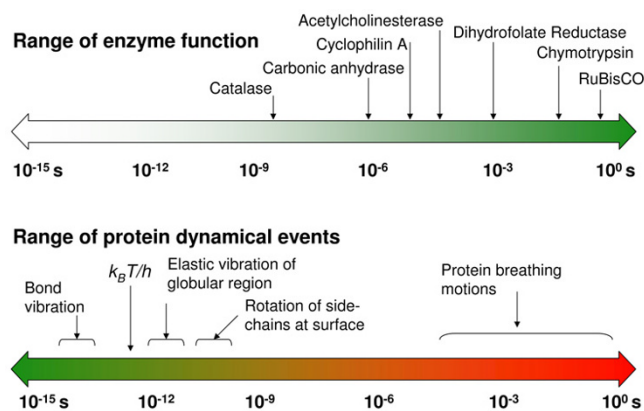 Range of enzyme function
Acetylcholinesterase
Cyclophilin A
Carbonic anhydrase
Catalase
Dihydrofolate Reductase
Chymotrypsin
RuBisCO
10⁻¹⁵ s
10⁻¹²
10⁻⁹
10⁻⁶
10⁻³
10⁰ s
Range of protein dynamical events
Bond
vibration
k_BT/h
Elastic vibration of
globular region
Rotation of side-
chains at surface
Protein breathing
motions
10⁻¹⁵ s
10⁻¹²
10⁻⁹
10⁻⁶
10⁻³
10⁰ s